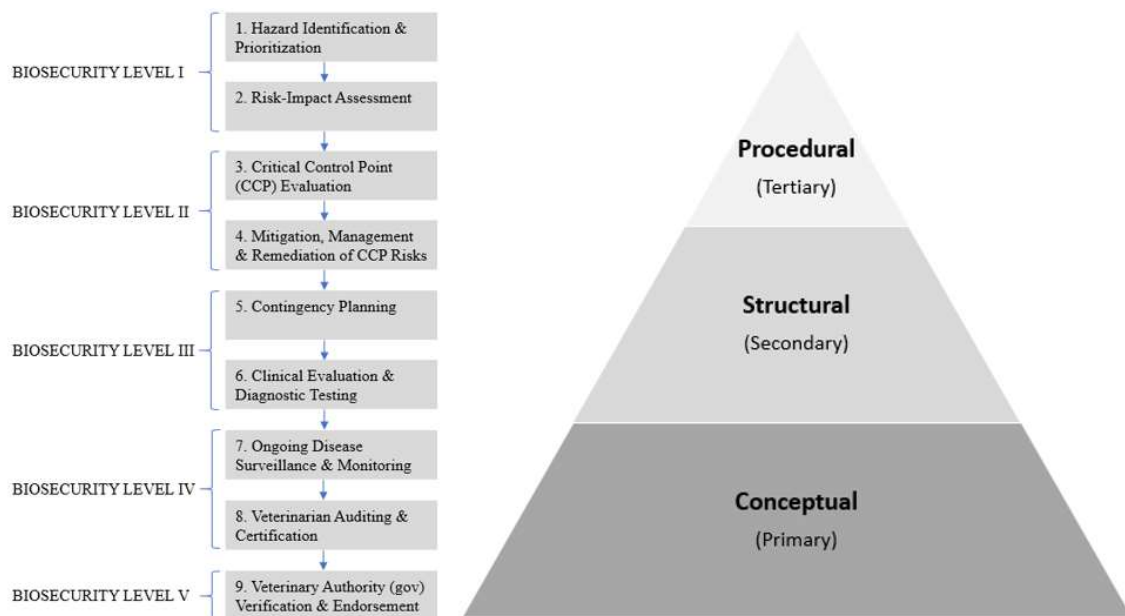 BIOSECURITY LEVEL I
1. Hazard Identification &
Prioritization
2. Risk-Impact Assessment
BIOSECURITY LEVEL II
3. Critical Control Point
(CCP) Evaluation
4. Mitigation, Management
& Remediation of CCP Risks
BIOSECURITY LEVEL III
5. Contingency Planning
6. Clinical Evaluation &
Diagnostic Testing
BIOSECURITY LEVEL IV
7. Ongoing Disease
Surveillance & Monitoring
8. Veterinarian Auditing &
Certification
BIOSECURITY LEVEL V
9. Veterinary Authority (gov)
Verification & Endorsement
Procedural
(Tertiary)
Structural
(Secondary)
Conceptual
(Primary)